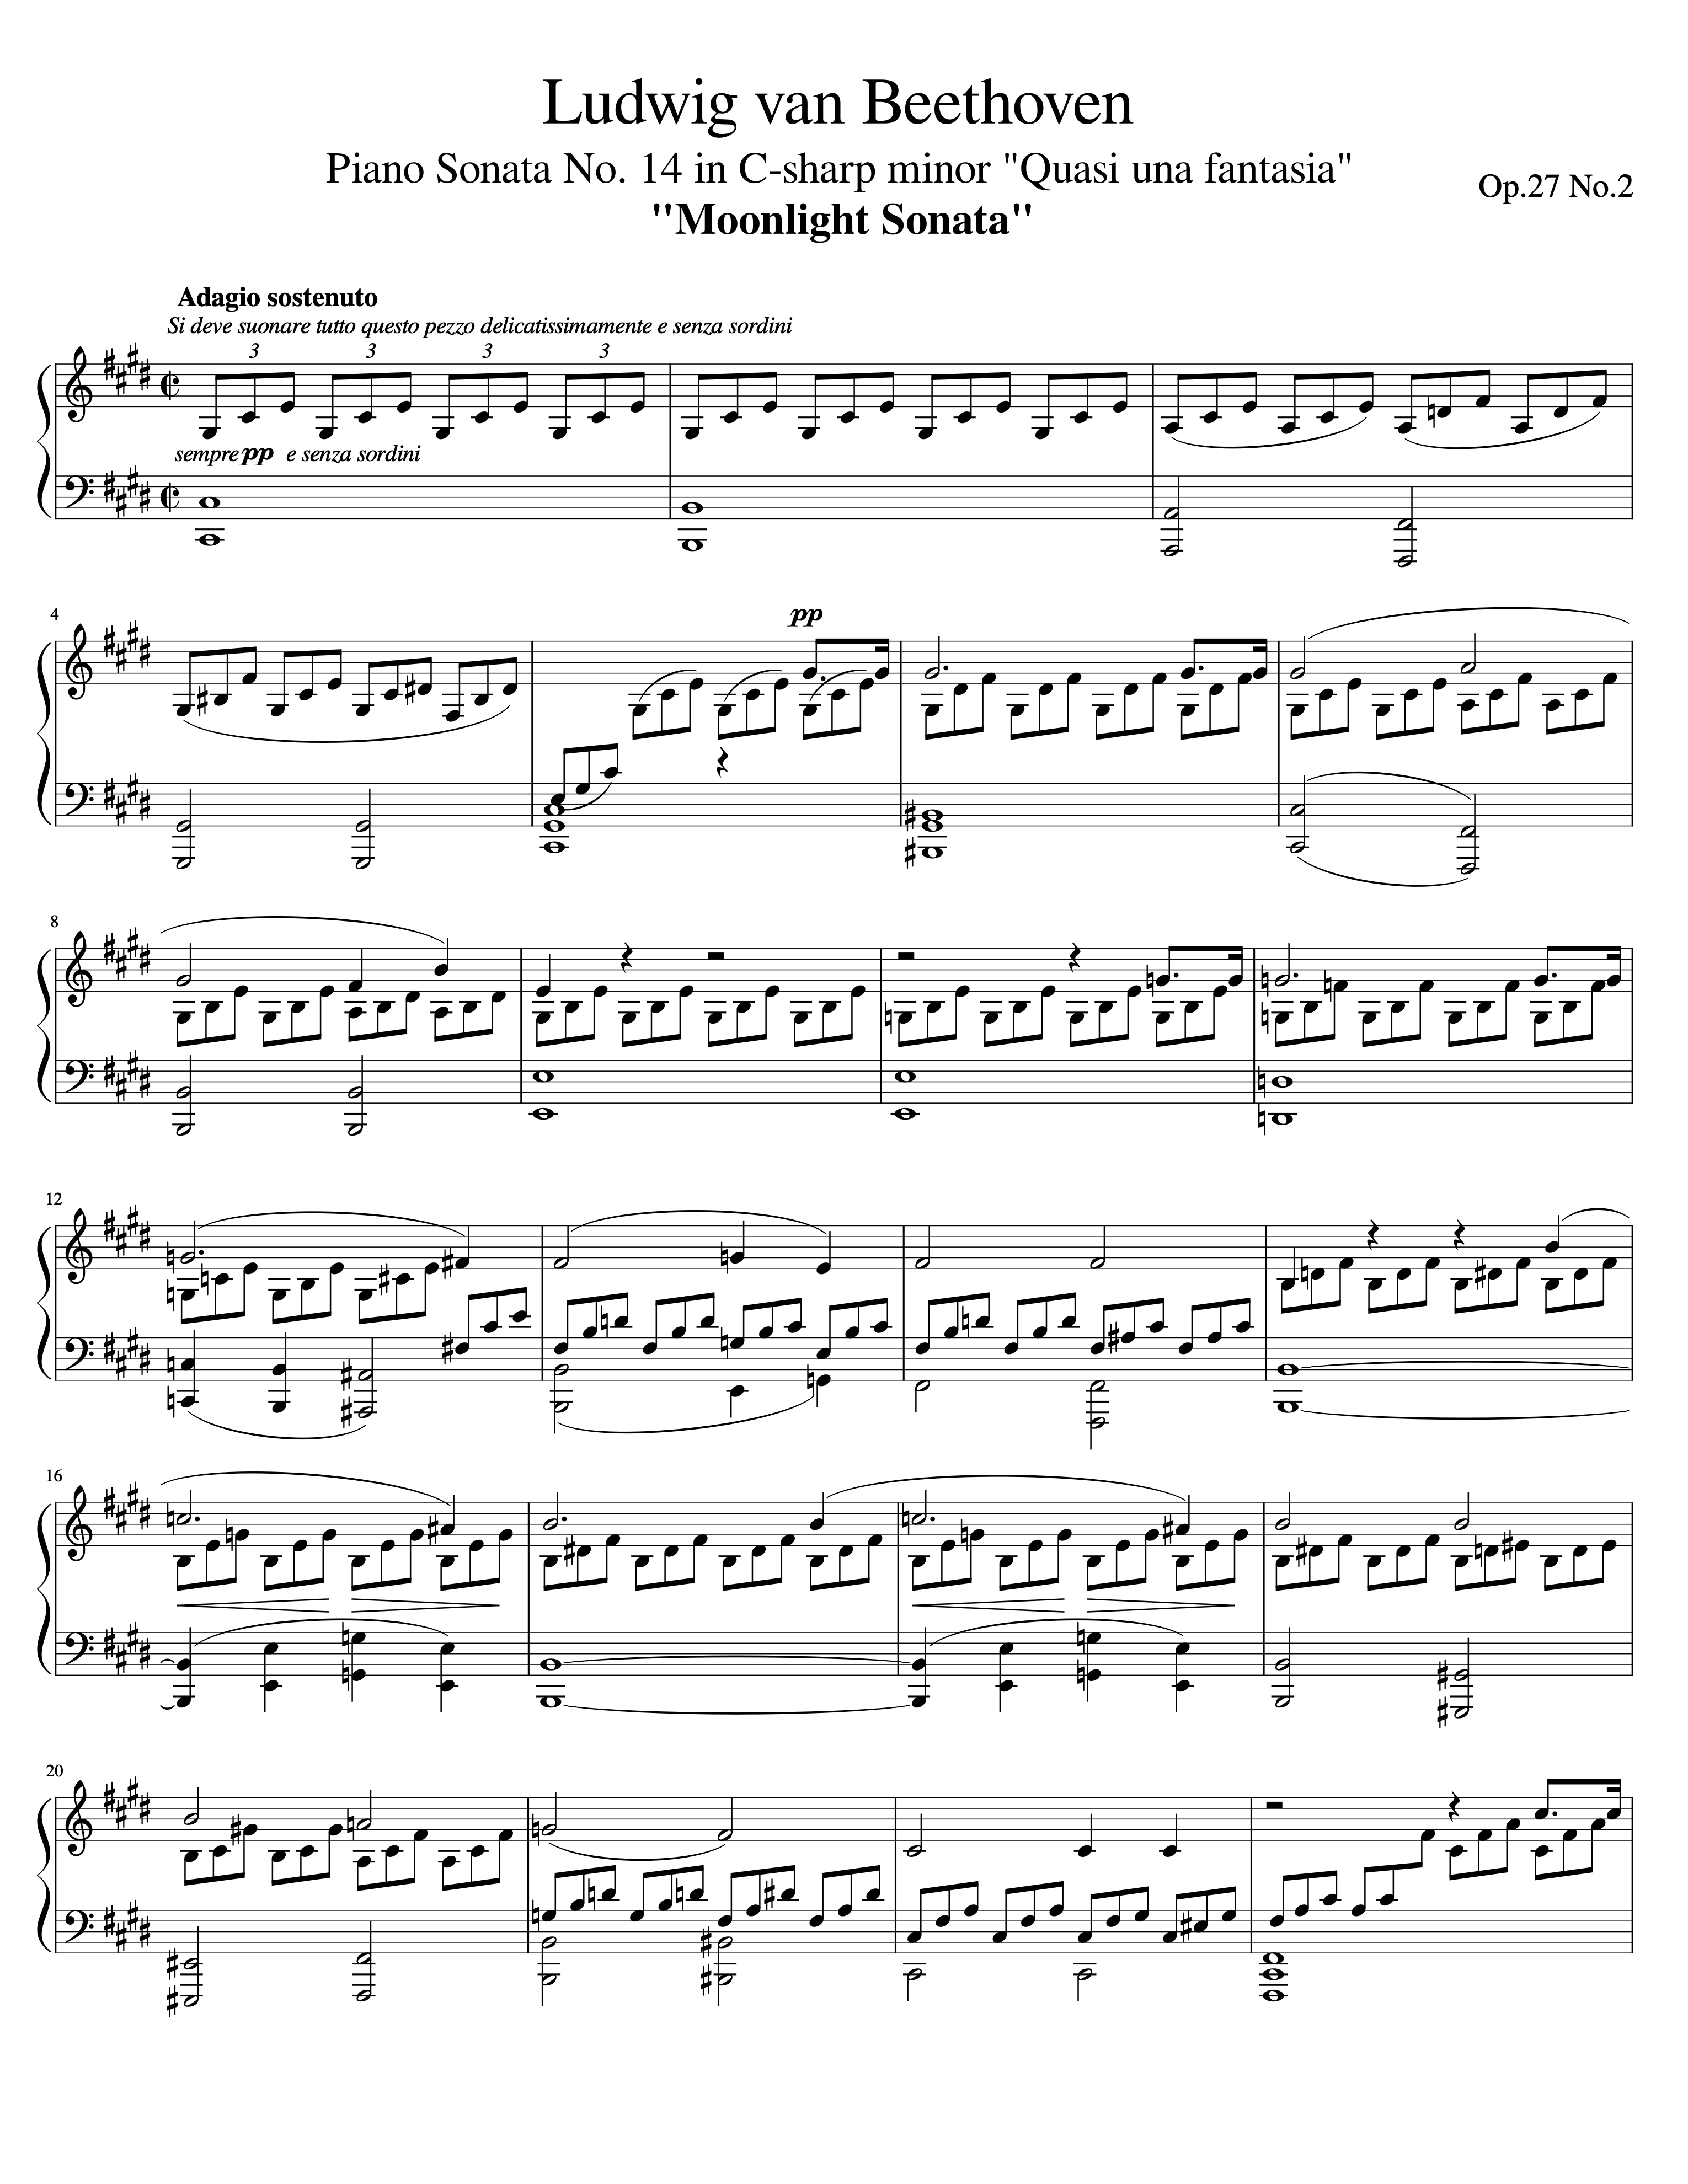 Ludwig van Beethoven
Piano Sonata No. 14 in C-sharp minor "Quasi una fantasia"
Op.27 No.2
"Moonlight Sonata"
Adagio sostenuto
Si deve suonare tutto questo pezzo delicatissimamente e senza sordini
3 3 3 3
sempre pp e senza sordini
4
pp
8
12
16
20